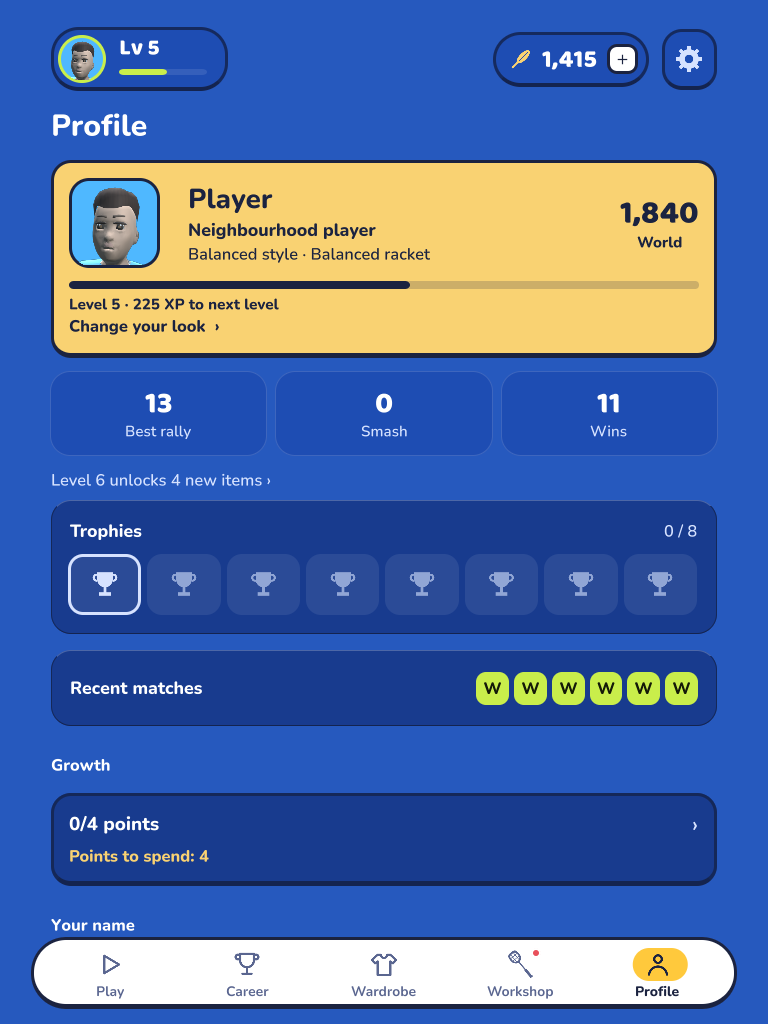 Lv 5
1,415
+
Profile
Player
Neighbourhood player
Balanced style · Balanced racket
1,840
World
Level 5 · 225 XP to next level
Change your look ›
13
Best rally
0
Smash
11
Wins
Level 6 unlocks 4 new items ›
Trophies
0 / 8
Recent matches
W W W W W W
Growth
0/4 points ›
Points to spend: 4
Your name
Play
Career
Wardrobe
Workshop
Profile